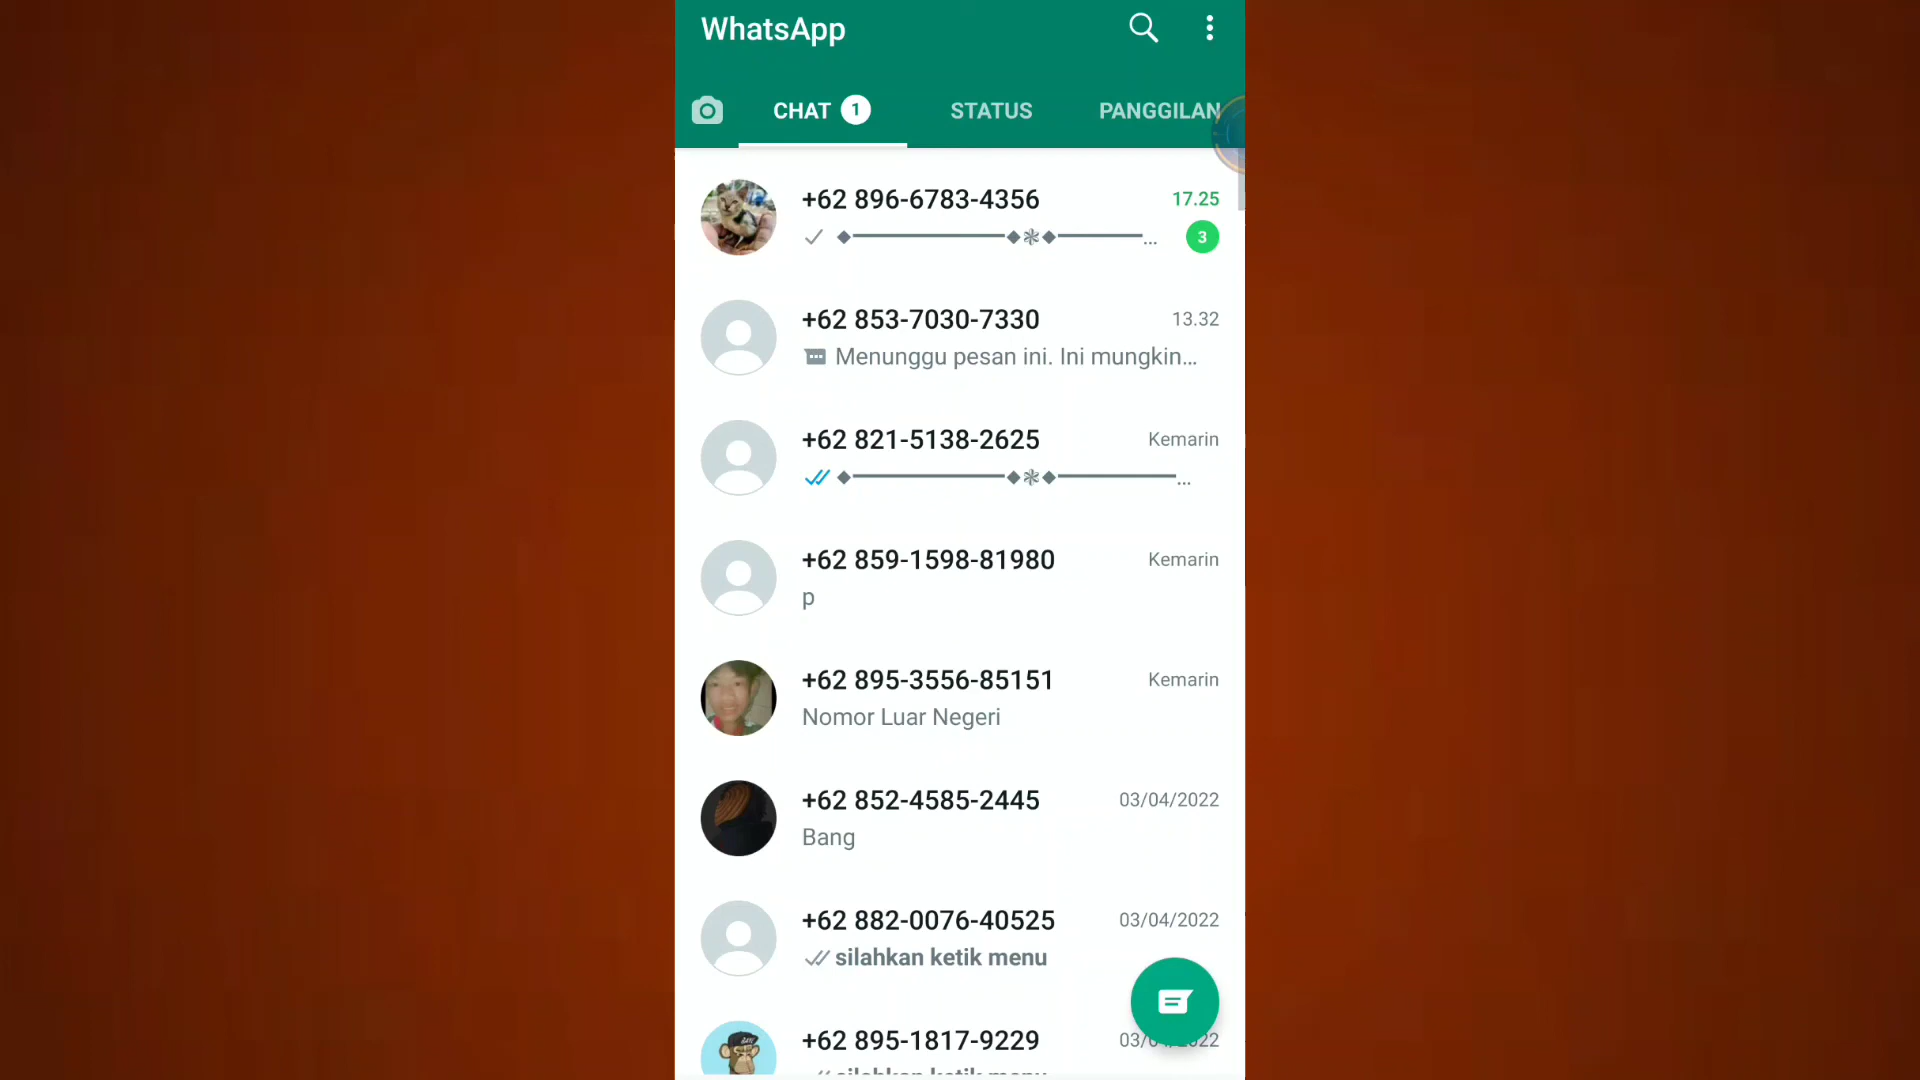 WhatsApp
CHAT 1 STATUS PANGGILAN
+62 896-6783-4356 17.25
... 3
+62 853-7030-7330 13.32
Menunggu pesan ini. Ini mungkin...
+62 821-5138-2625 Kemarin
...
+62 859-1598-81980 Kemarin
p
+62 895-3556-85151 Kemarin
Nomor Luar Negeri
+62 852-4585-2445 03/04/2022
Bang
+62 882-0076-40525 03/04/2022
silahkan ketik menu
+62 895-1817-9229